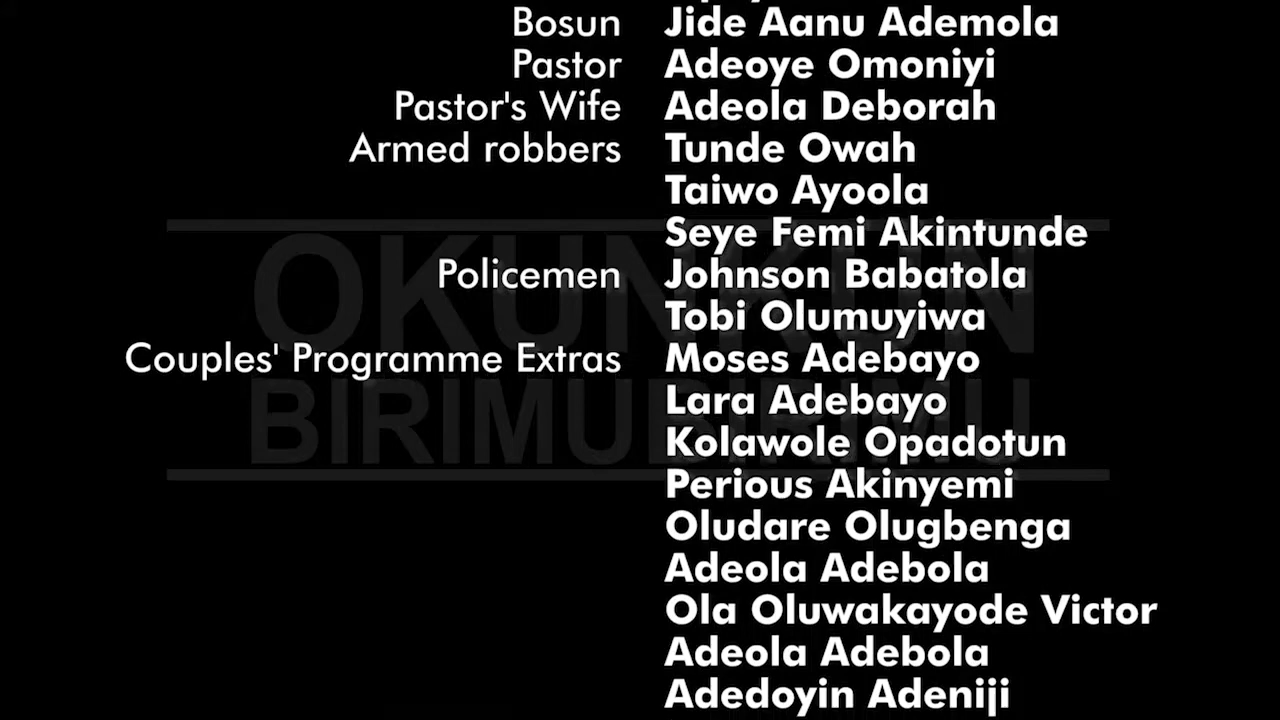 Bosun Jide Aanu Ademola
Pastor Adeoye Omoniyi
Pastor's Wife Adeola Deborah
Armed robbers Tunde Owah
Taiwo Ayoola
Seye Femi Akintunde
Policemen Johnson Babatola
Tobi Olumuyiwa
Couples' Programme Extras Moses Adebayo
Lara Adebayo
Kolawole Opadotun
Perious Akinyemi
Oludare Olugbenga
Adeola Adebola
Ola Oluwakayode Victor
Adeola Adebola
Adedoyin Adeniji
OKUNKUN
BIRIMUBIRIMU